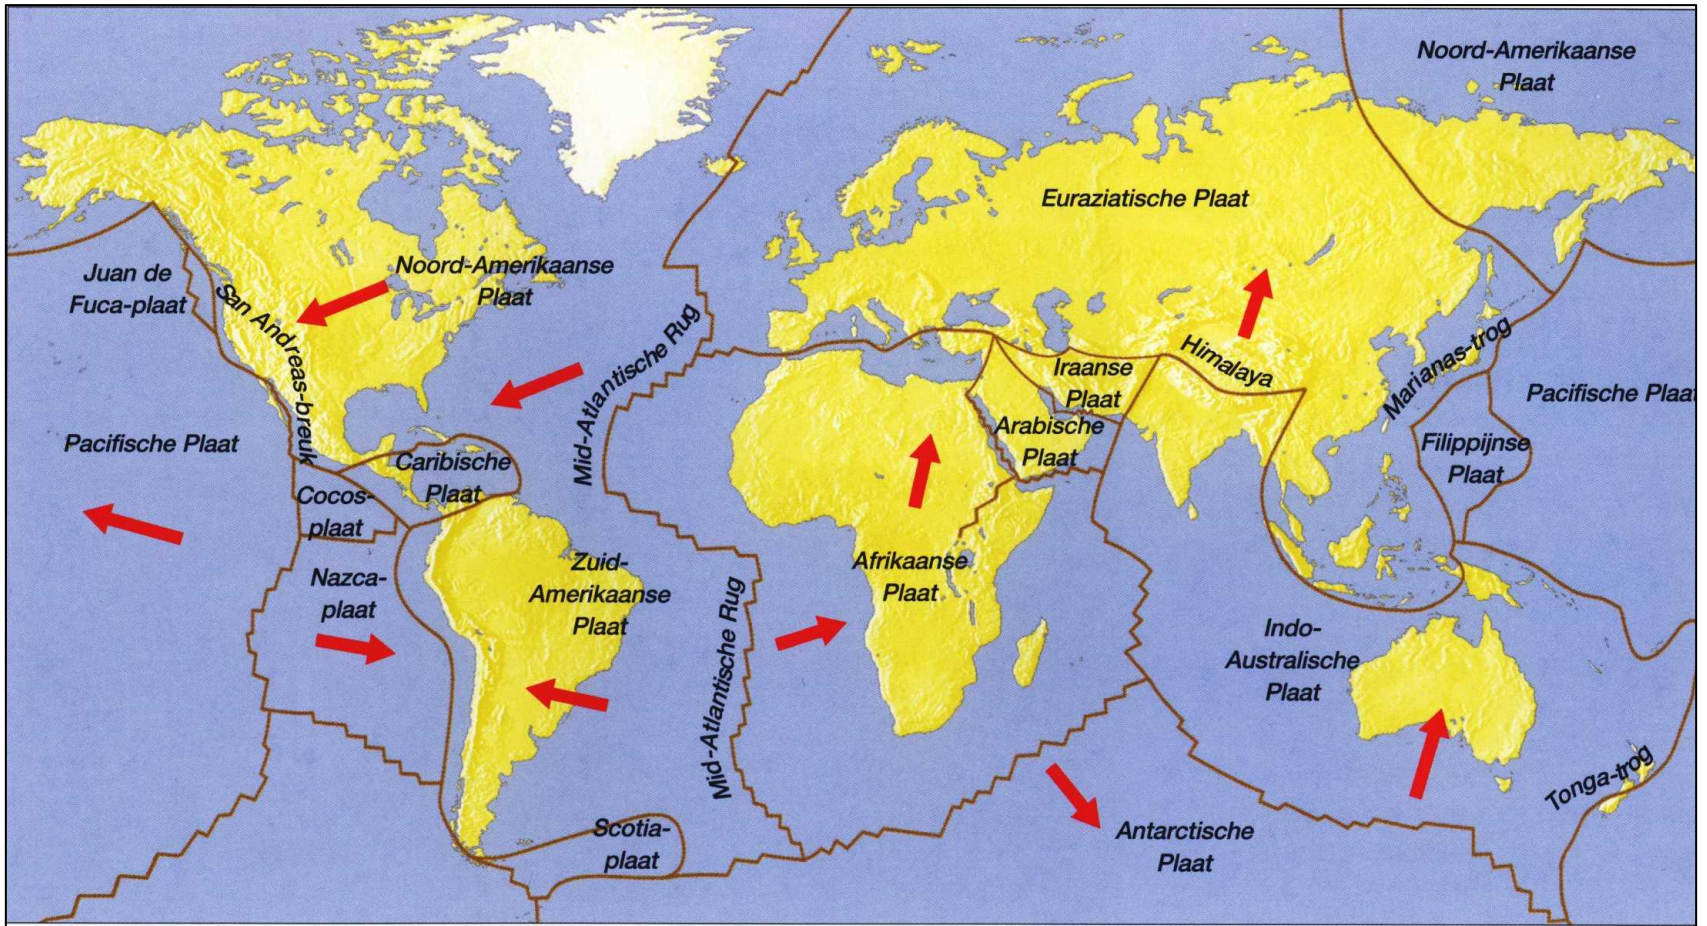 Noord-Amerikaanse
Plaat
Euraziatische Plaat
Juan de
Fuca-plaat
Noord-Amerikaanse
Plaat
San Andreas-breuk
Mid-Atlantische Rug
Himalaya
Iraanse
Plaat
Marianas-trog
Pacifische Plaat
Arabische
Plaat
Filippijnse
Plaat
Pacifische Plaat
Caribische
Plaat
Cocos-
plaat
Nazca-
plaat
Zuid-
Amerikaanse
Plaat
Afrikaanse
Plaat
Mid-Atlantische Rug
Indo-
Australische
Plaat
Tonga-trog
Scotia-
plaat
Antarctische
Plaat